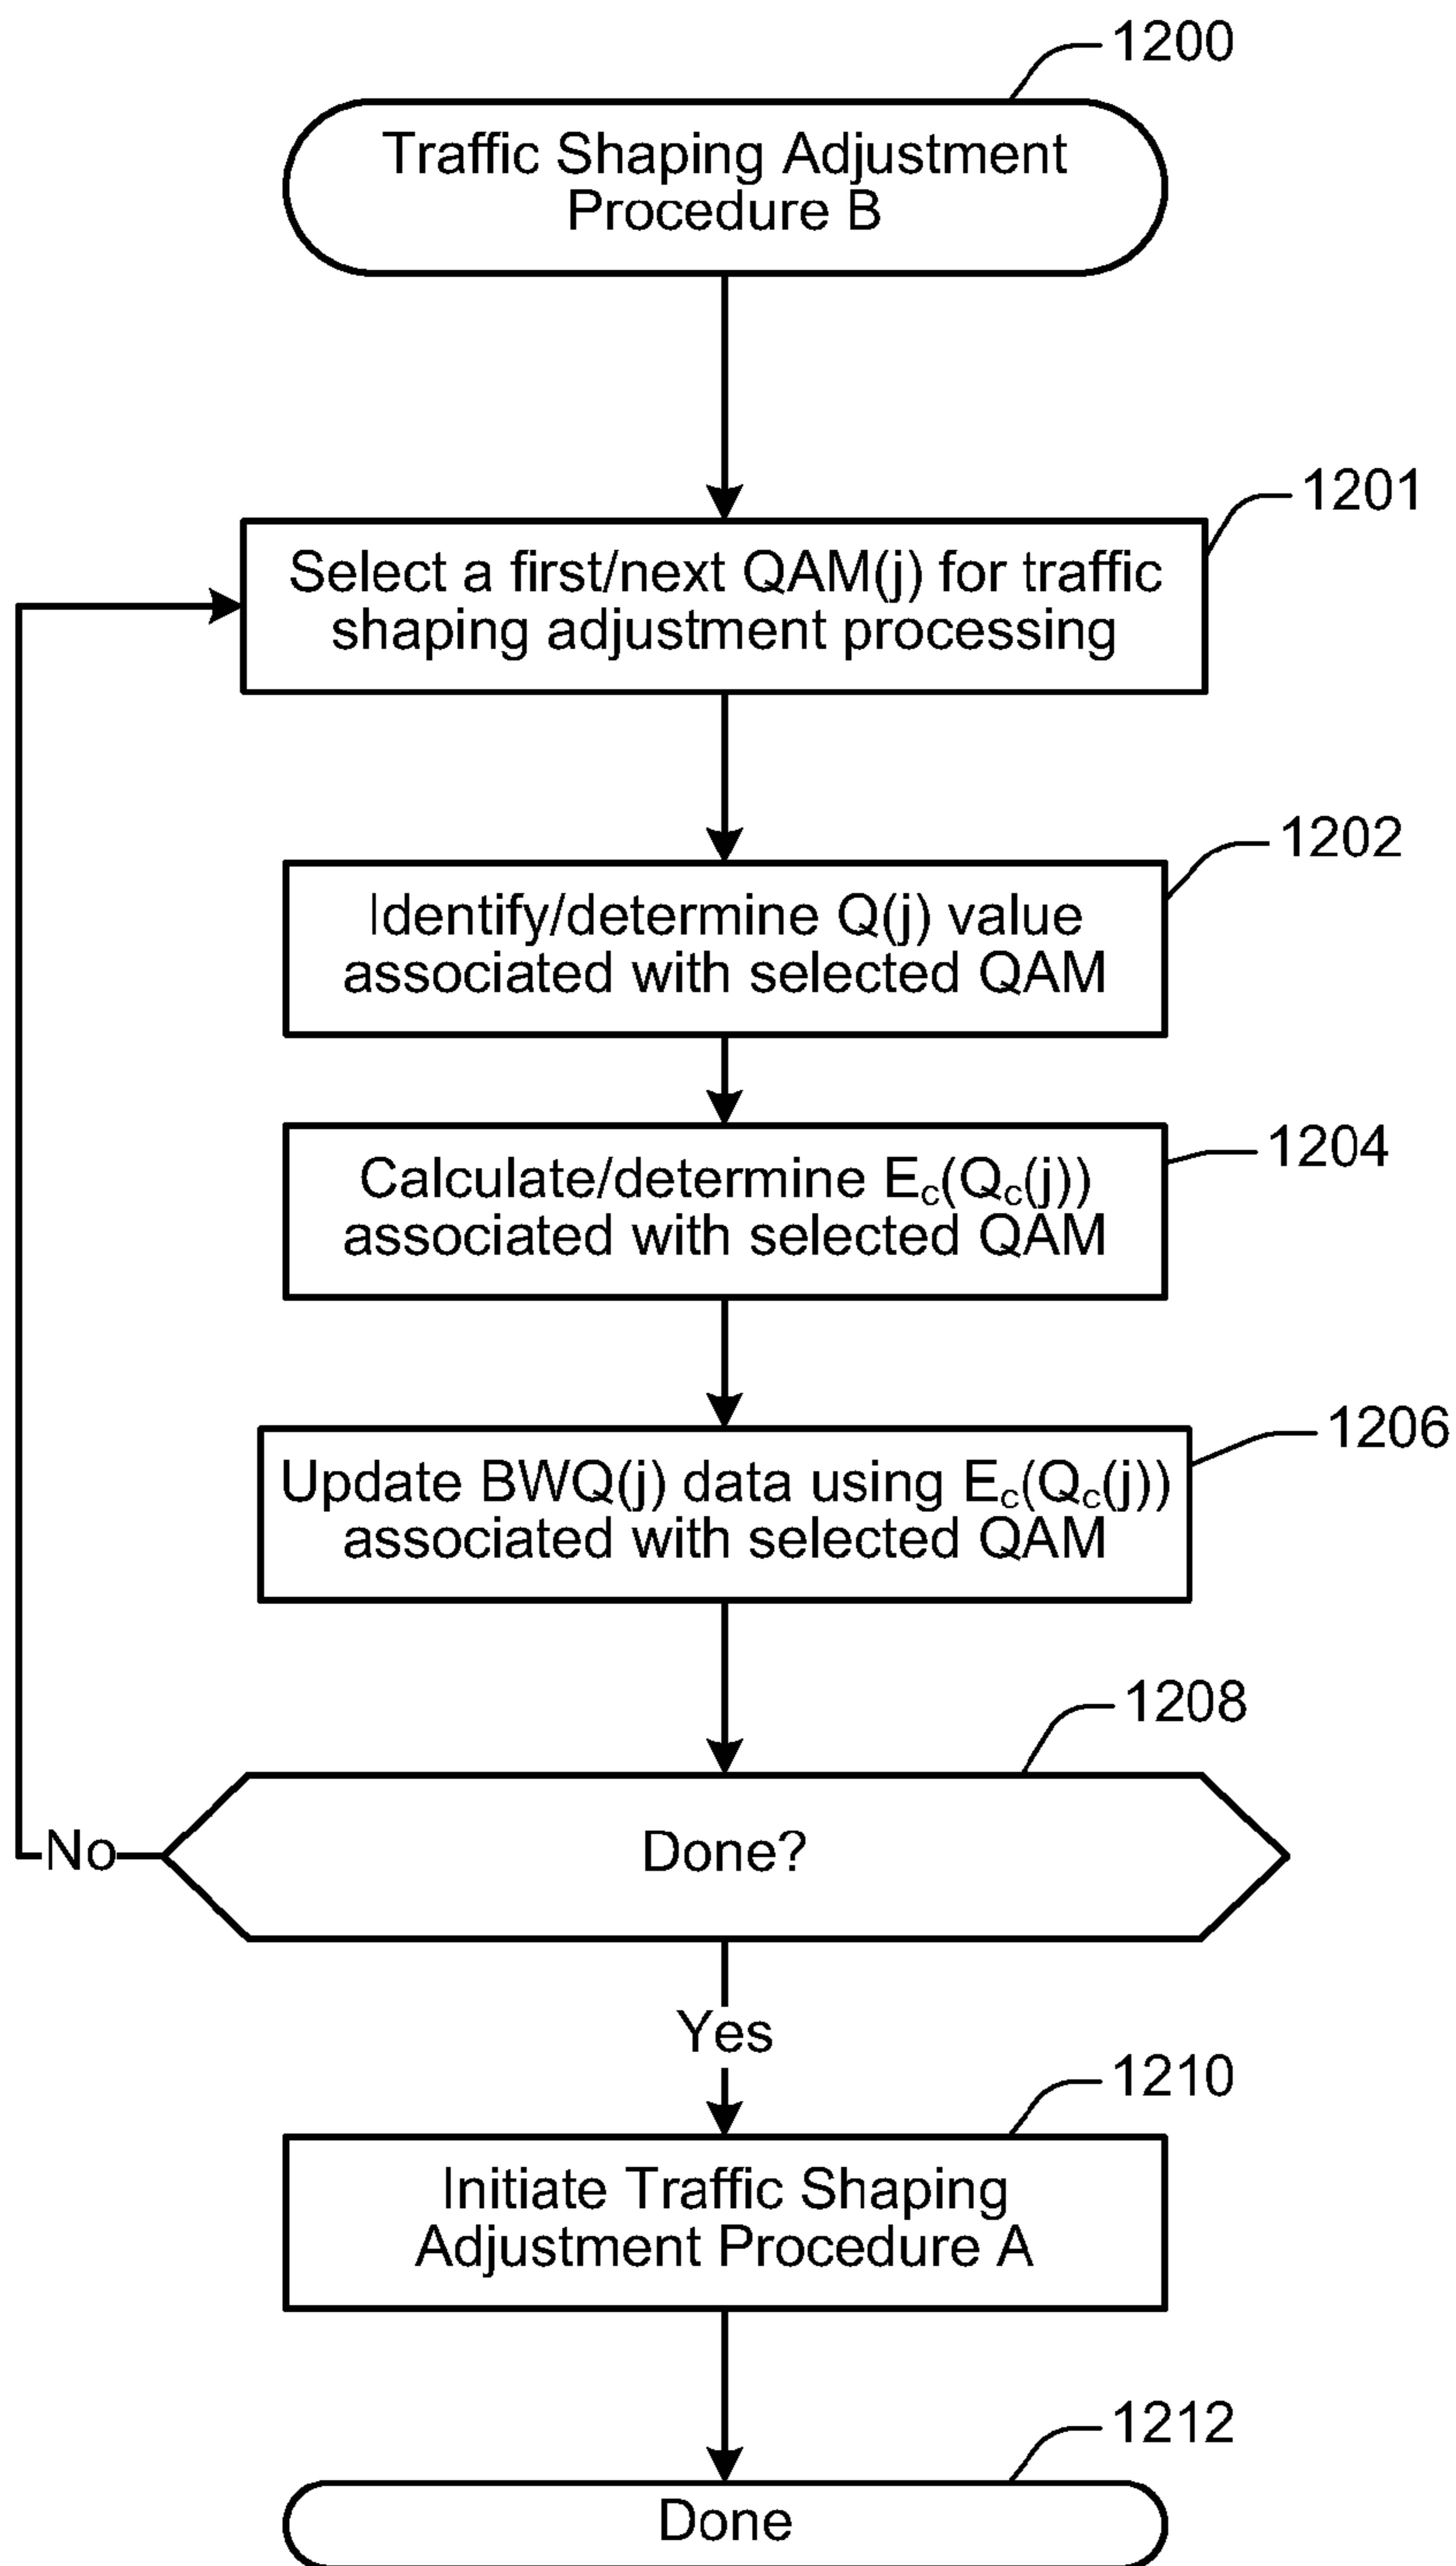 1200
Traffic Shaping Adjustment
Procedure B
1201
Select a first/next QAM(j) for traffic
shaping adjustment processing
1202
Identify/determine Q(j) value
associated with selected QAM
1204
Calculate/determine Ec(Qc(j))
associated with selected QAM
1206
Update BWQ(j) data using Ec(Qc(j))
associated with selected QAM
1208
Done?
No
Yes
1210
Initiate Traffic Shaping
Adjustment Procedure A
1212
Done